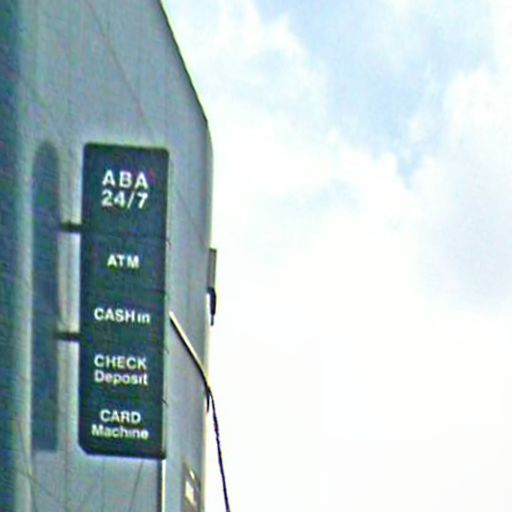 ABA
24/7
ATM
CASH in
CHECK
Deposit
CARD
Machine